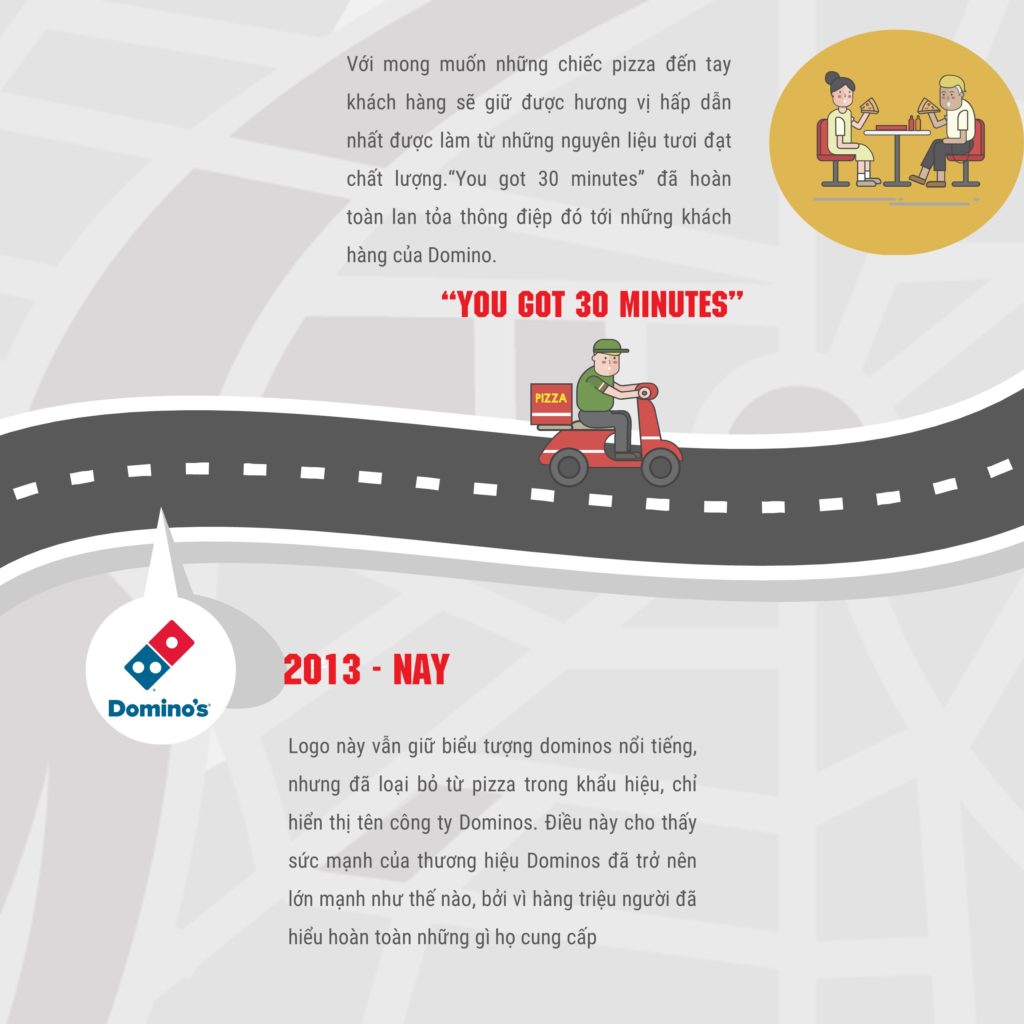 Với mong muốn những chiếc pizza đến tay
khách hàng sẽ giữ được hương vị hấp dẫn
nhất được làm từ những nguyên liệu tươi đạt
chất lượng.“You got 30 minutes” đã hoàn
toàn lan tỏa thông điệp đó tới những khách
hàng của Domino.
“YOU GOT 30 MINUTES”
PIZZA
Domino's
2013 - NAY
Logo này vẫn giữ biểu tượng dominos nổi tiếng,
nhưng đã loại bỏ từ pizza trong khẩu hiệu, chỉ
hiển thị tên công ty Dominos. Điều này cho thấy
sức mạnh của thương hiệu Dominos đã trở nên
lớn mạnh như thế nào, bởi vì hàng triệu người đã
hiểu hoàn toàn những gì họ cung cấp